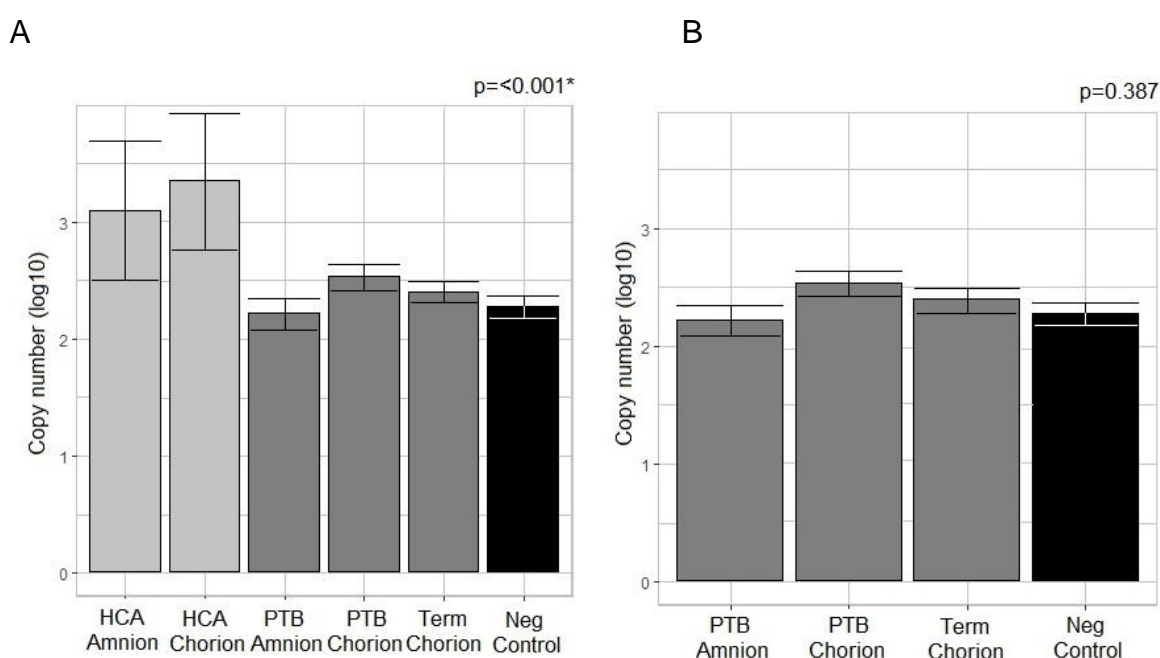 A
p=<0.001*
Copy number (log10)
3
2
1
0
HCA HCA PTB PTB Term Neg
Amnion Chorion Amnion Chorion Chorion Control
B
p=0.387
Copy number (log10)
3
2
1
0
PTB PTB Term Neg
Amnion Chorion Chorion Control